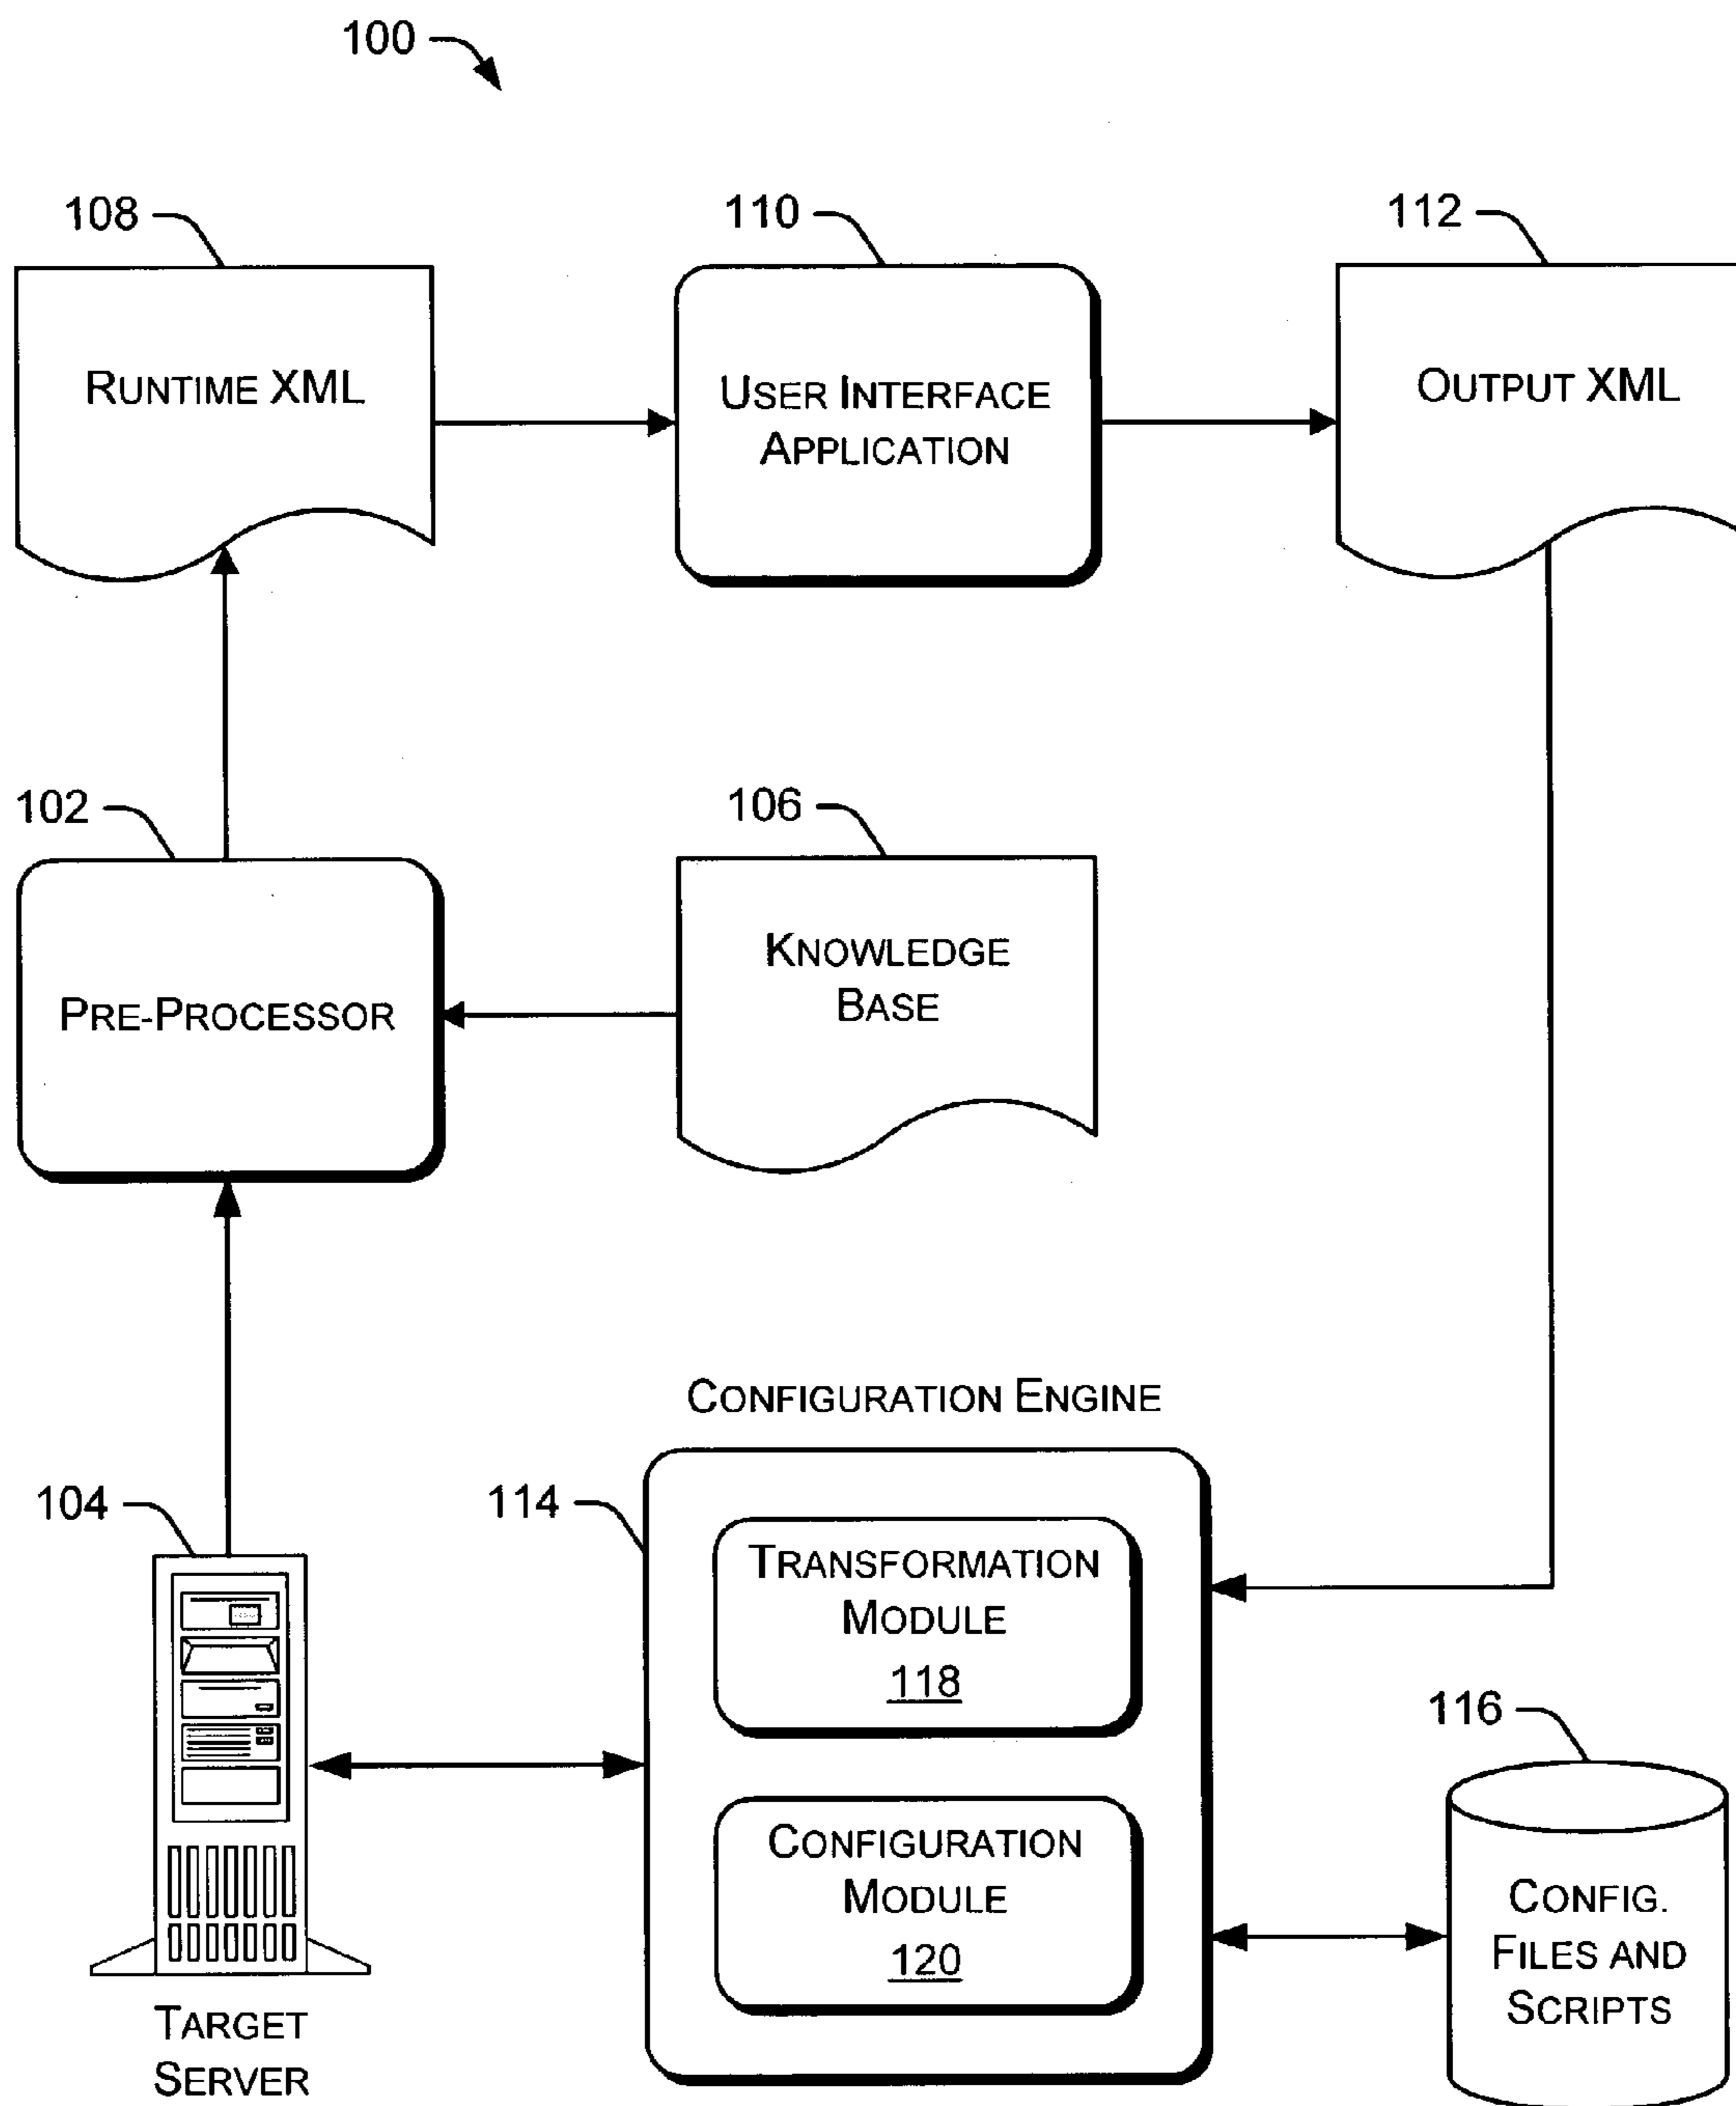 100
108
110
112
RUNTIME XML
USER INTERFACE
APPLICATION
OUTPUT XML
102
106
PRE-PROCESSOR
KNOWLEDGE
BASE
CONFIGURATION ENGINE
104
114
TRANSFORMATION
MODULE
118
116
CONFIGURATION
MODULE
120
CONFIG.
FILES AND
SCRIPTS
TARGET
SERVER